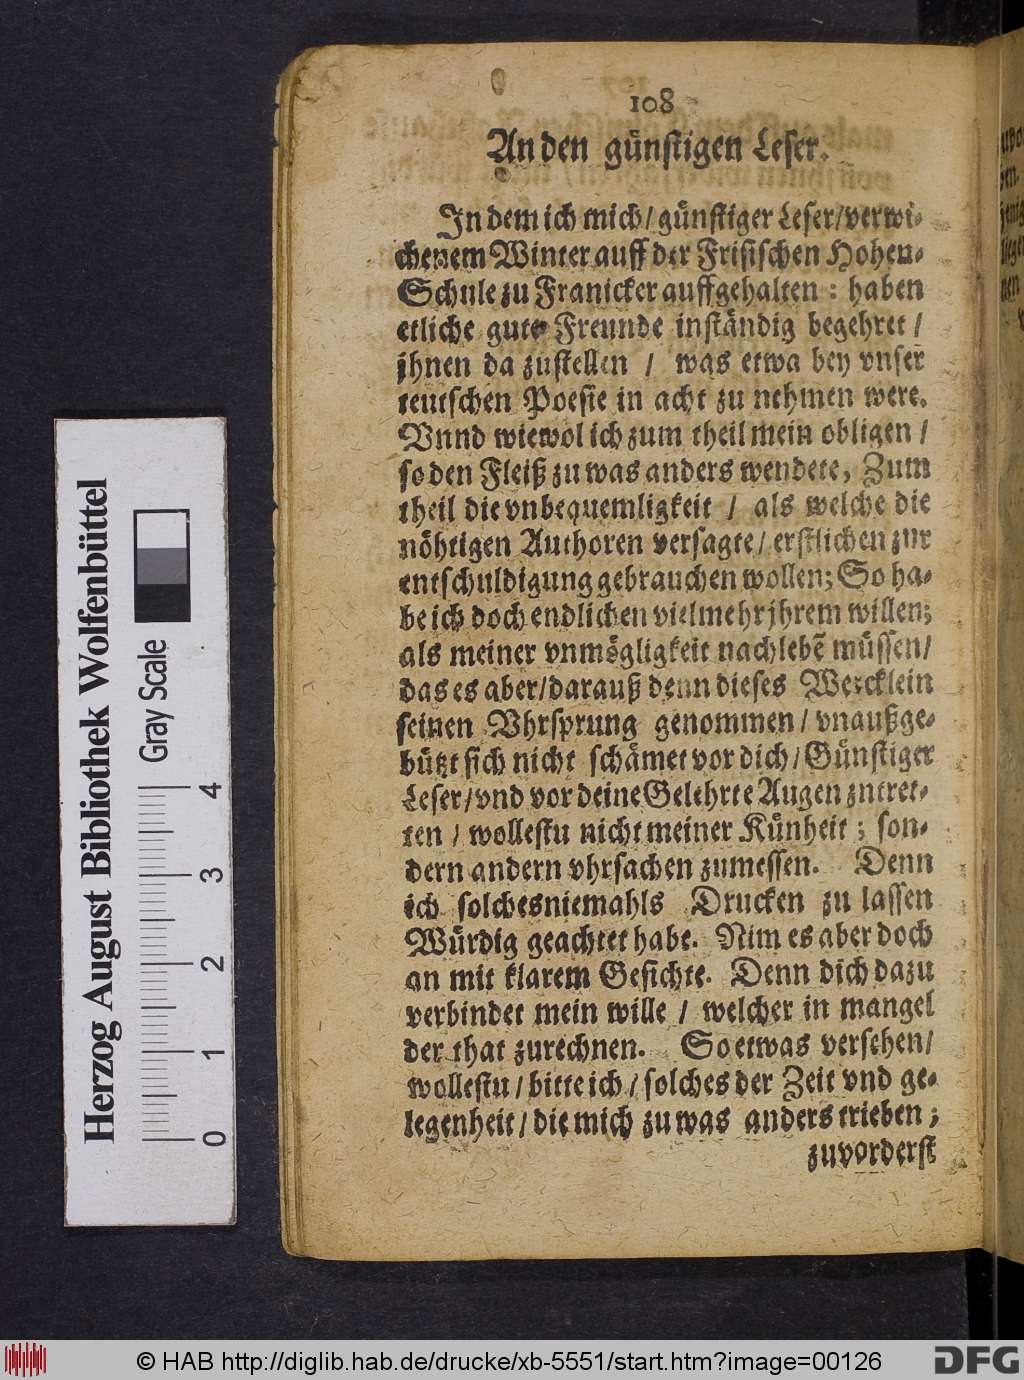 108
An den günstigen Leser.
In dem ich mich/ günstiger Leser/ verwi-
chenem Winter auff der Frisischen Hohen-
Schule zu Franicker auffgehalten : haben
etliche gute Freunde inständig begehret /
jhnen da zustellen / was etwa bey vnser
teutschen Poesie in acht zu nehmen were.
Vnnd wiewol ich zum theil mein obligen /
so den Fleiß zu was anders wendete, Zum
theil die vnbequemligkeit / als welche die
nöhtigen Authoren versagte/ erstlichen zur
entschuldigung gebrauchen wollen; So ha-
be ich doch endlichen vielmehr jhrem willen;
als meiner vnmögligkeit nachlebẽ müssen/
das es aber/ darauß denn dieses Wercklein
seinen Vhrsprung genommen / vnaußge-
bützt sich nicht schämet vor dich / Günstiger
Leser/ vnd vor deine Gelehrte Augen zutret-
ten / wollestu nicht meiner Künheit ; son-
dern andern vhrsachen zumessen. Denn
ich solches niemahls Drucken zu lassen
Würdig geachtet habe. Nim es aber doch
an mit klarem Gesichte. Denn dich dazu
verbindet mein wille / welcher in mangel
der that zurechnen. So etwas versehen/
wollestu / bitte ich / solches der Zeit vnd ge-
legenheit / die mich zu was anders trieben ;
zuvorderst
Herzog August Bibliothek Wolfenbüttel
Gray Scale
0 1 2 3 4
© HAB http://diglib.hab.de/drucke/xb-5551/start.htm?image=00126
DFG